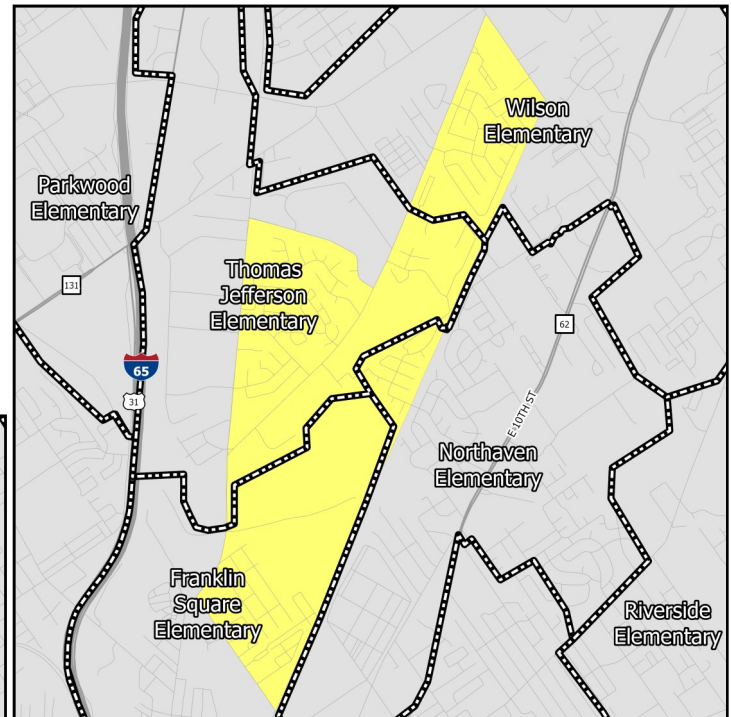 Wilson
Elementary
Parkwood
Elementary
Thomas
Jefferson
Elementary
131
62
65
31
E 10TH ST
Northaven
Elementary
Franklin
Square
Elementary
Riverside
Elementary